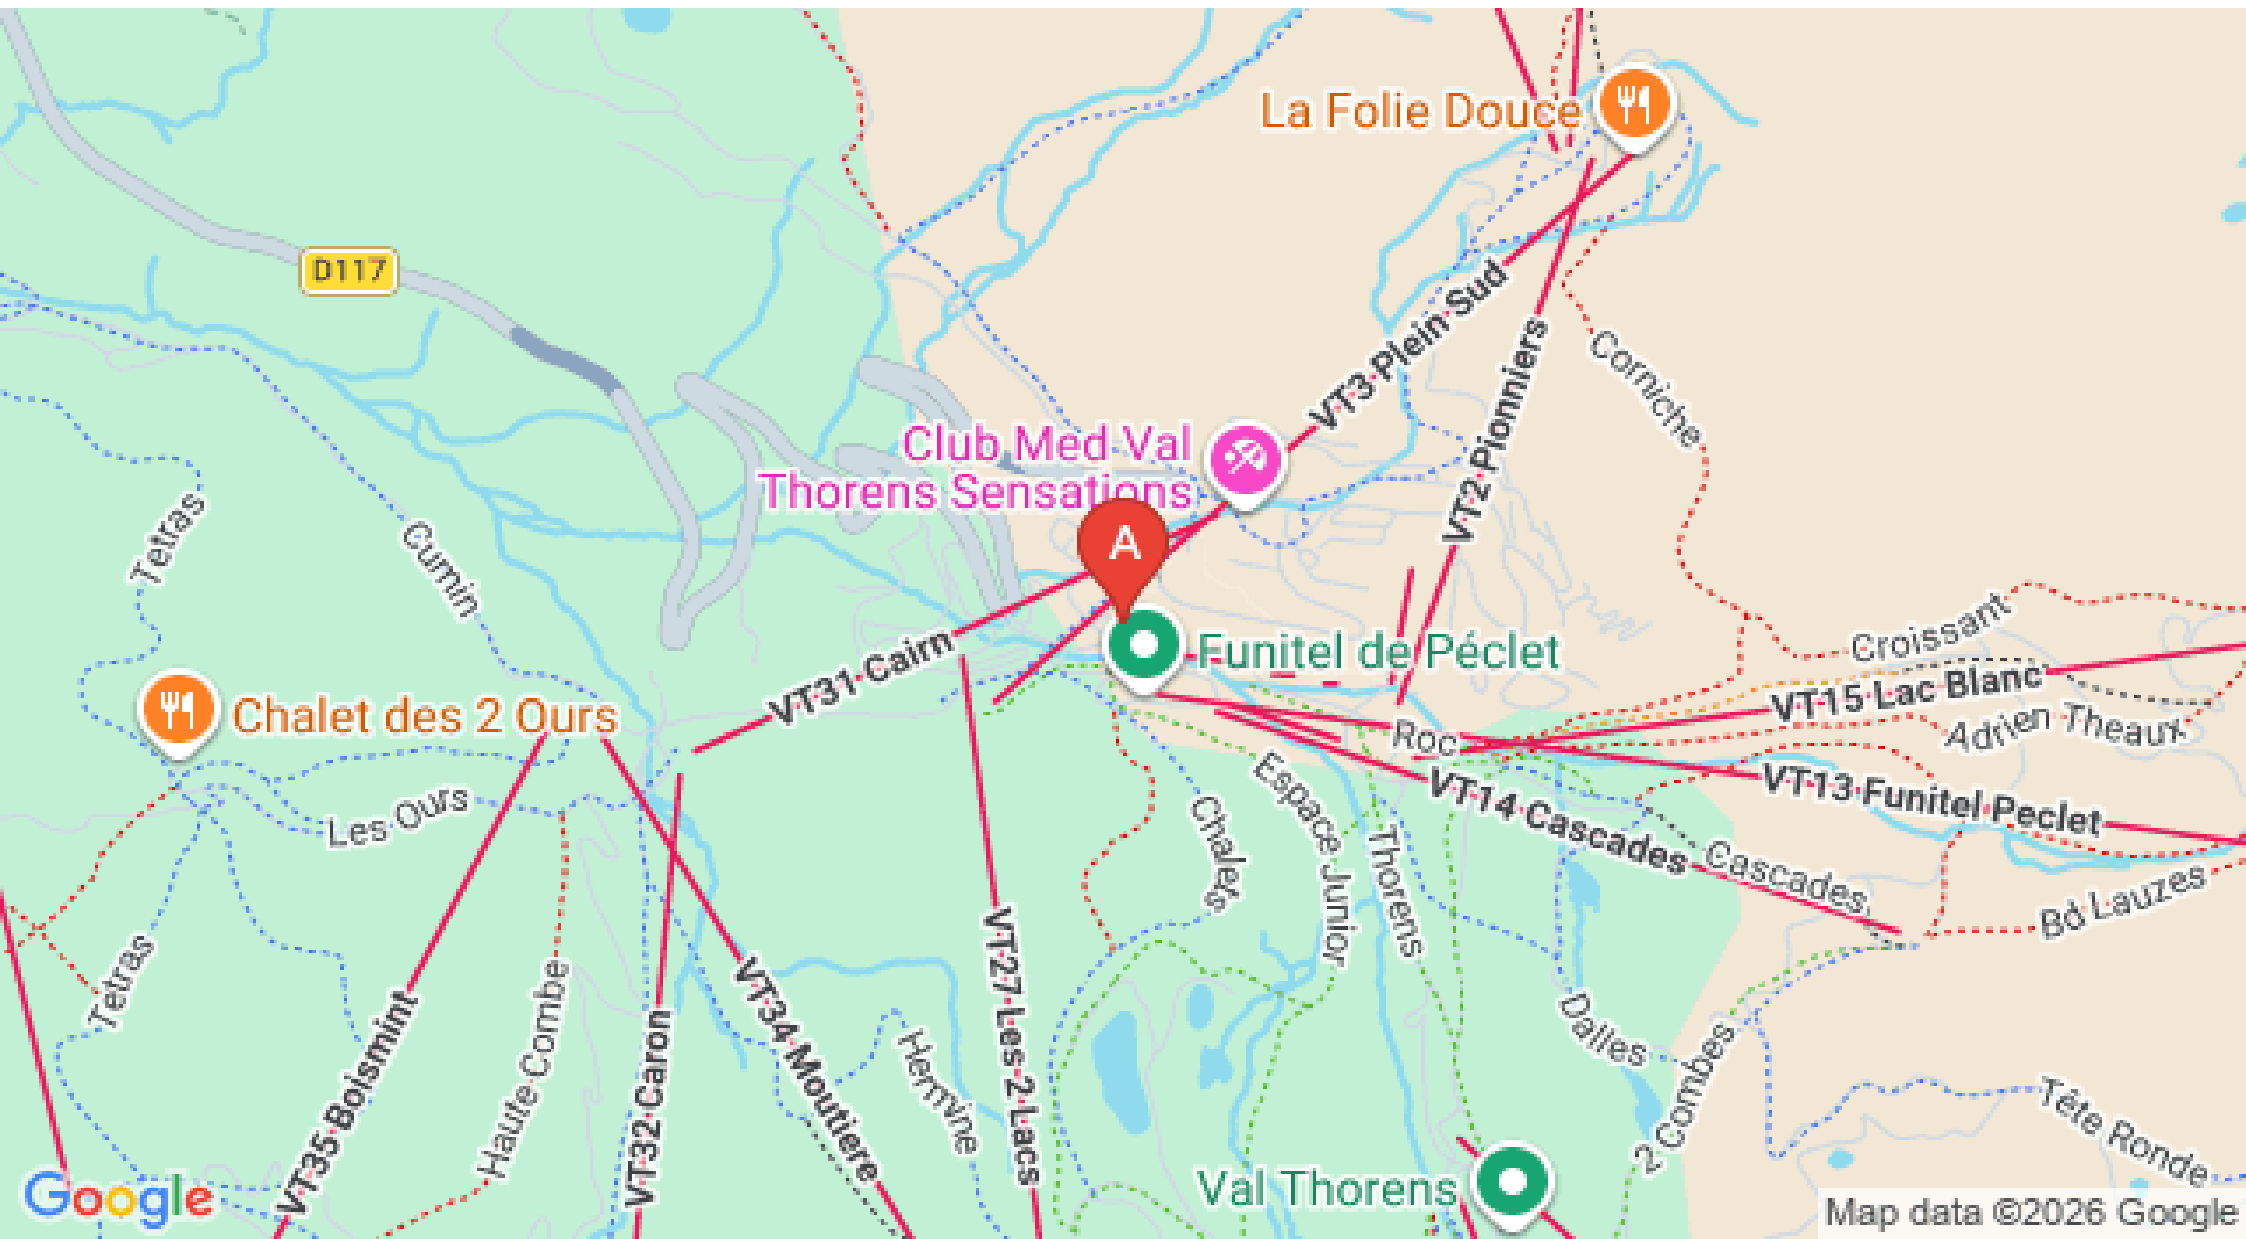 La Folie Douce
D117
VT3 Plein Sud
VT2 Pionniers
Corniche
Club Med Val
Thorens Sensations
A
Tetras
Cumin
Croissant
Funitel de Péclet
VT31 Cairn
VT15 Lac Blanc
Adrien Theaux
Chalet des 2 Ours
Roc
VT13 Funitel Peclet
VT14 Cascades
Cascades
Les Ours
Espace Junior
Chalets
Thorens
Bd Lauzes
Tetras
VT35 Boismint
Haute Combe
VT32 Caron
VT34 Moutiere
Hermine
VT27 Les 2 Lacs
Dalles
2 Combes
Tête Ronde
Val Thorens
Google
Map data ©2026 Google